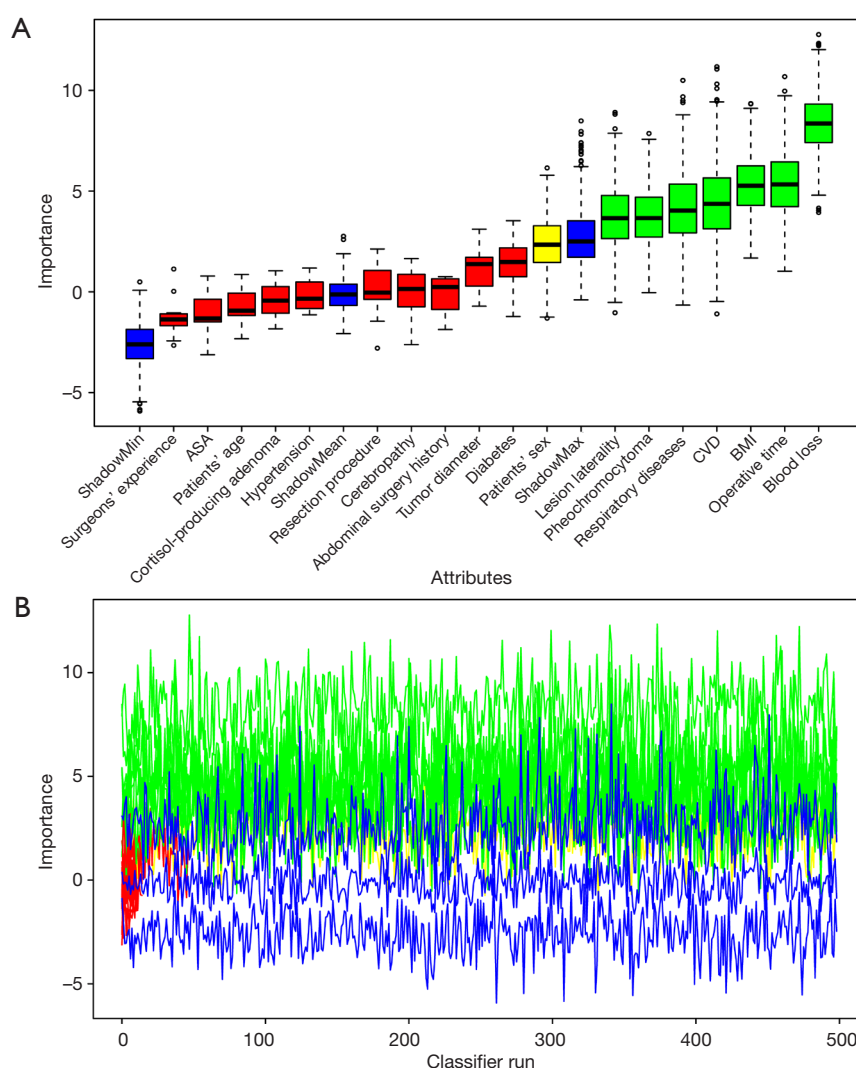 A
Importance
10
5
0
−5
ShadowMin
Surgeons' experience
ASA
Patients' age
Cortisol-producing adenoma
Hypertension
ShadowMean
Resection procedure
Cerebropathy
Abdominal surgery history
Tumor diameter
Diabetes
Patients' sex
ShadowMax
Lesion laterality
Pheochromocytoma
Respiratory diseases
CVD
BMI
Operative time
Blood loss
Attributes
B
Importance
10
5
0
−5
0
100
200
300
400
500
Classifier run